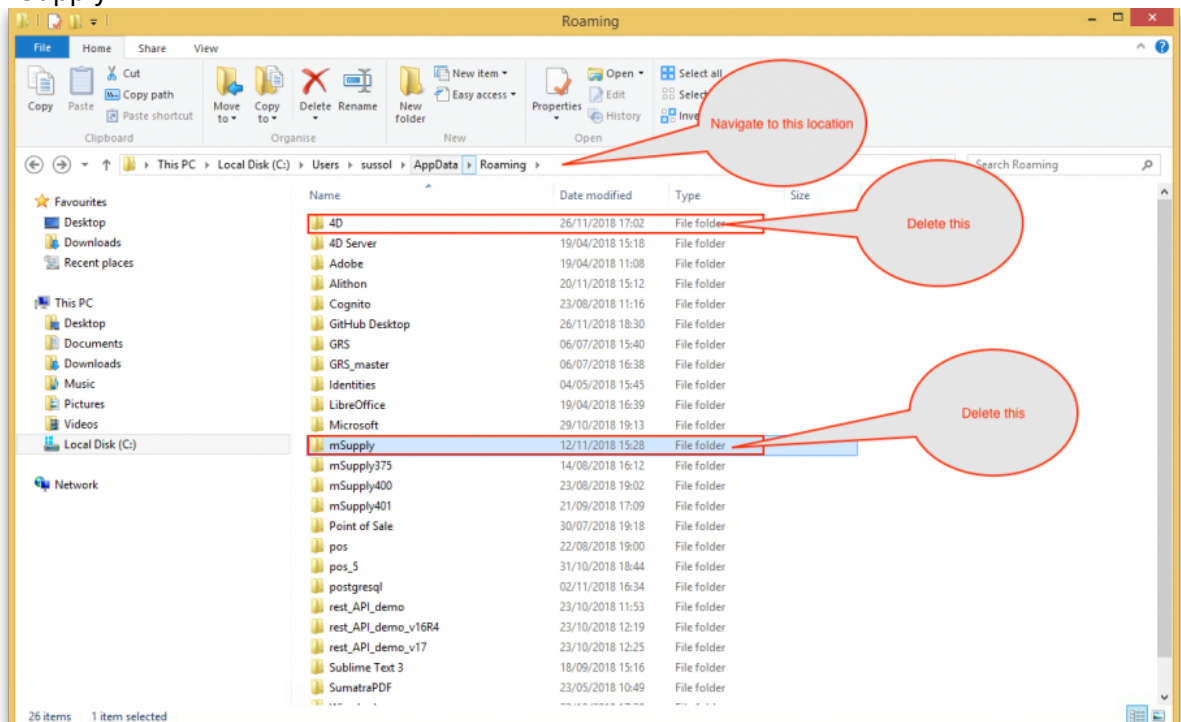 Supply
Roaming
File Home Share View
Copy
Paste
Cut
Copy path
Paste shortcut
Clipboard
Move to
Copy to
Delete
Rename
Organise
New folder
New item
Easy access
New
Properties
Open
Edit
History
Open
Select all
Navigate to this location
This PC Local Disk (C:) Users sussol AppData Roaming
Search Roaming
Favourites
Desktop
Downloads
Recent places
This PC
Desktop
Documents
Downloads
Music
Pictures
Videos
Local Disk (C:)
Network
Name Date modified Type Size
4D 26/11/2018 17:02 File folder
Delete this
4D Server 19/04/2018 15:18 File folder
Adobe 19/04/2018 11:08 File folder
Alithon 20/11/2018 15:12 File folder
Cognito 23/08/2018 11:16 File folder
GitHub Desktop 26/11/2018 18:30 File folder
GRS 06/07/2018 15:40 File folder
GRS_master 06/07/2018 16:38 File folder
Identities 04/05/2018 15:45 File folder
LibreOffice 19/04/2018 16:39 File folder
Microsoft 29/10/2018 19:13 File folder
Delete this
mSupply 12/11/2018 15:28 File folder
mSupply375 14/08/2018 16:12 File folder
mSupply400 23/08/2018 19:02 File folder
mSupply401 21/09/2018 17:09 File folder
Point of Sale 30/07/2018 19:18 File folder
pos 22/08/2018 19:00 File folder
pos_5 31/10/2018 18:44 File folder
postgresql 02/11/2018 16:34 File folder
rest_API_demo 23/10/2018 11:53 File folder
rest_API_demo_v16R4 23/10/2018 12:19 File folder
rest_API_demo_v17 23/10/2018 12:25 File folder
Sublime Text 3 18/09/2018 15:16 File folder
SumatraPDF 23/05/2018 10:49 File folder
26 items 1 item selected